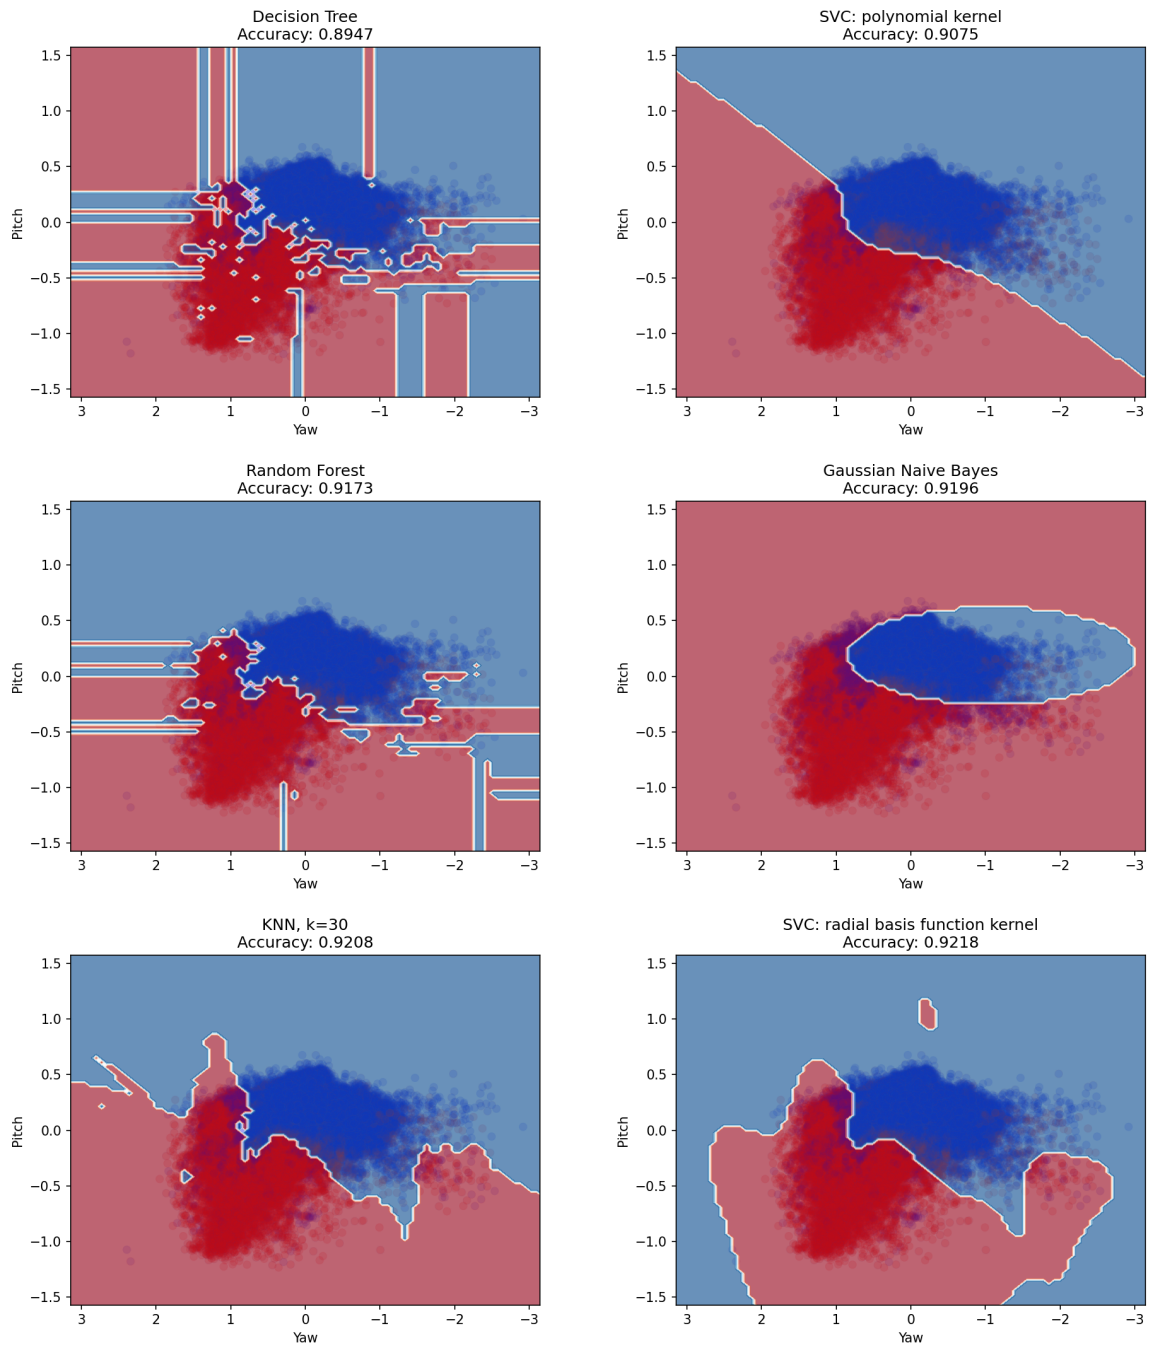 Decision Tree
Accuracy: 0.8947
1.5
1.0
0.5
0.0
−0.5
−1.0
−1.5
Pitch
3 2 1 0 −1 −2 −3
Yaw
SVC: polynomial kernel
Accuracy: 0.9075
1.5
1.0
0.5
0.0
−0.5
−1.0
−1.5
Pitch
3 2 1 0 −1 −2 −3
Yaw
Random Forest
Accuracy: 0.9173
1.5
1.0
0.5
0.0
−0.5
−1.0
−1.5
Pitch
3 2 1 0 −1 −2 −3
Yaw
Gaussian Naive Bayes
Accuracy: 0.9196
1.5
1.0
0.5
0.0
−0.5
−1.0
−1.5
Pitch
3 2 1 0 −1 −2 −3
Yaw
KNN, k=30
Accuracy: 0.9208
1.5
1.0
0.5
0.0
−0.5
−1.0
−1.5
Pitch
3 2 1 0 −1 −2 −3
Yaw
SVC: radial basis function kernel
Accuracy: 0.9218
1.5
1.0
0.5
0.0
−0.5
−1.0
−1.5
Pitch
3 2 1 0 −1 −2 −3
Yaw